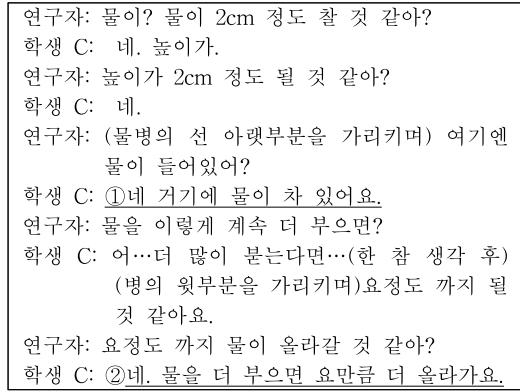 연구자: 물이? 물이 2cm 정도 찰 것 같아?
학생 C: 네. 높이가.
연구자: 높이가 2cm 정도 될 것 같아?
학생 C: 네.
연구자: (물병의 선 아랫부분을 가리키며) 여기엔
물이 들어있어?
학생 C: ①네 거기에 물이 차 있어요.
연구자: 물을 이렇게 계속 더 부으면?
학생 C: 어…더 많이 붇는다면…(한 참 생각 후)
(병의 윗부분을 가리키며)요정도 까지 될
것 같아요.
연구자: 요정도 까지 물이 올라갈 것 같아?
학생 C: ②네. 물을 더 부으면 요만큼 더 올라가요.